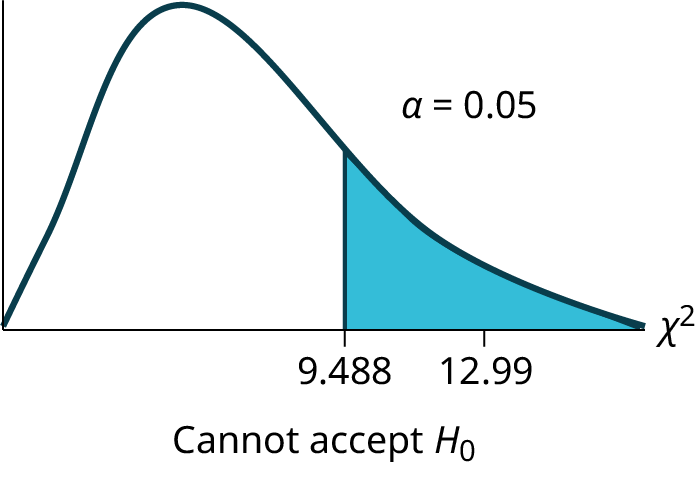 α = 0.05
χ²
9.488 12.99
Cannot accept H₀